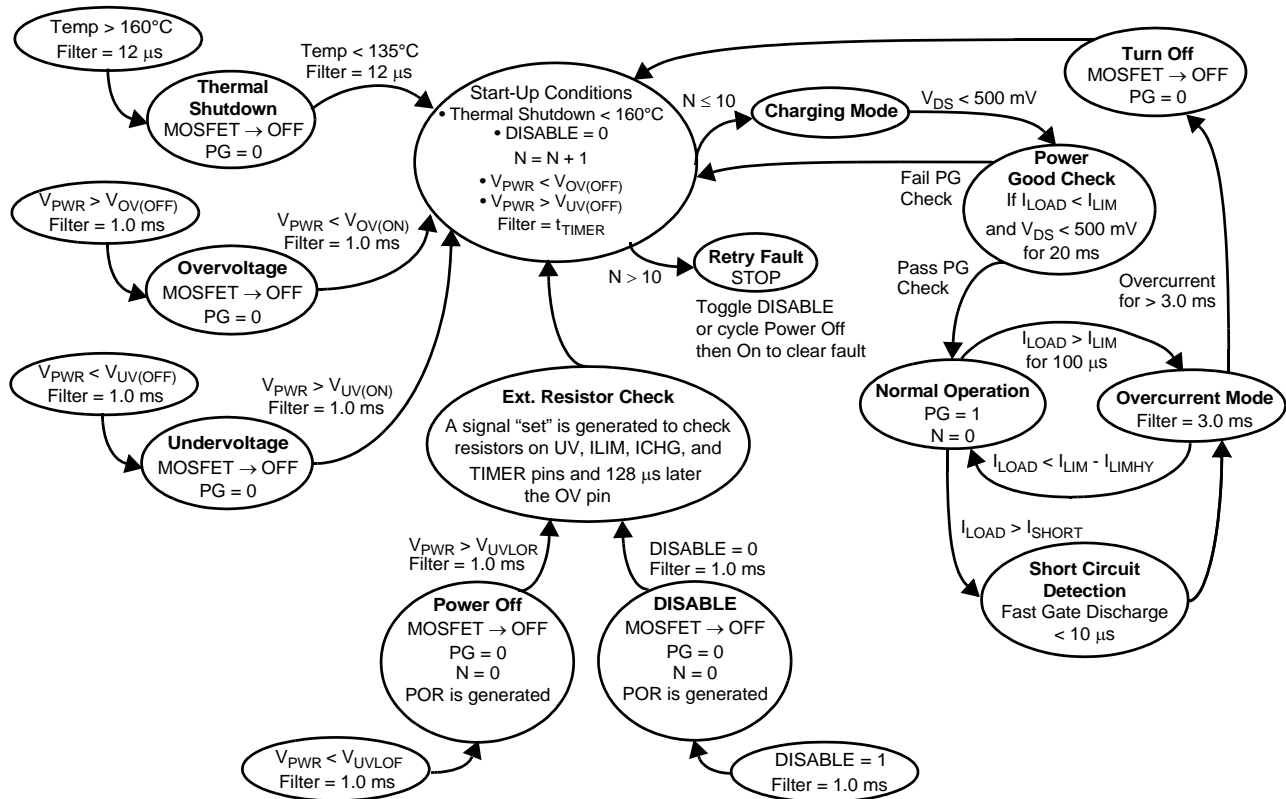 Temp > 160°C
Filter = 12 μs
Thermal
Shutdown
MOSFET → OFF
PG = 0
Temp < 135°C
Filter = 12 μs
V_PWR > V_OV(OFF)
Filter = 1.0 ms
Overvoltage
MOSFET → OFF
PG = 0
V_PWR < V_OV(ON)
Filter = 1.0 ms
V_PWR < V_UV(OFF)
Filter = 1.0 ms
Undervoltage
MOSFET → OFF
PG = 0
V_PWR > V_UV(ON)
Filter = 1.0 ms
Start-Up Conditions
• Thermal Shutdown < 160°C
• DISABLE = 0
N = N + 1
• V_PWR < V_OV(OFF)
• V_PWR > V_UV(OFF)
Filter = t_TIMER
N ≤ 10
Charging Mode
V_DS < 500 mV
Turn Off
MOSFET → OFF
PG = 0
Power
Good Check
If I_LOAD < I_LIM
and V_DS < 500 mV
for 20 ms
Fail PG
Check
N > 10
Retry Fault
STOP
Toggle DISABLE
or cycle Power Off
then On to clear fault
Pass PG
Check
Overcurrent
for > 3.0 ms
I_LOAD > I_LIM
for 100 μs
Normal Operation
PG = 1
N = 0
Overcurrent Mode
Filter = 3.0 ms
I_LOAD < I_LIM - I_LIMHY
I_LOAD > I_SHORT
Short Circuit
Detection
Fast Gate Discharge
< 10 μs
Ext. Resistor Check
A signal “set” is generated to check
resistors on UV, ILIM, ICHG, and
TIMER pins and 128 μs later
the OV pin
V_PWR > V_UVLOR
Filter = 1.0 ms
DISABLE = 0
Filter = 1.0 ms
Power Off
MOSFET → OFF
PG = 0
N = 0
POR is generated
DISABLE
MOSFET → OFF
PG = 0
N = 0
POR is generated
V_PWR < V_UVLOF
Filter = 1.0 ms
DISABLE = 1
Filter = 1.0 ms